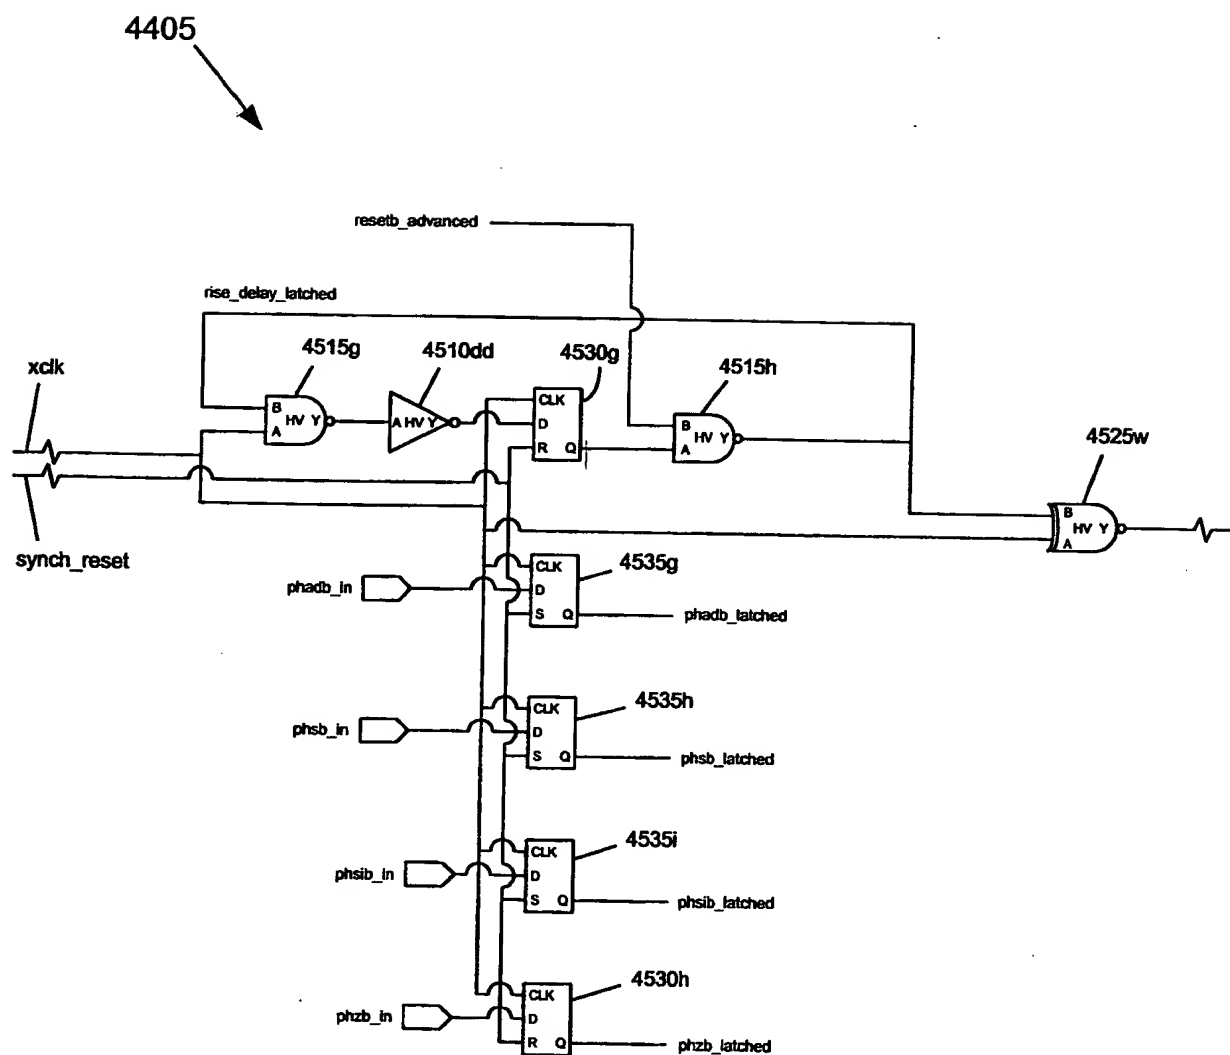 4405
resetb_advanced
rise_delay_latched
xclk
4515g
4510dd
4530g
4515h
4525w
B
HV Y
A
A HV Y
CLK
D
R Q
B
HV Y
A
B
HV Y
A
synch_reset
phadb_in
CLK
D
S Q
4535g
phadb_latched
phsb_in
CLK
D
S Q
4535h
phsb_latched
phsib_in
CLK
D
S Q
4535i
phsib_latched
phzb_in
CLK
D
R Q
4530h
phzb_latched